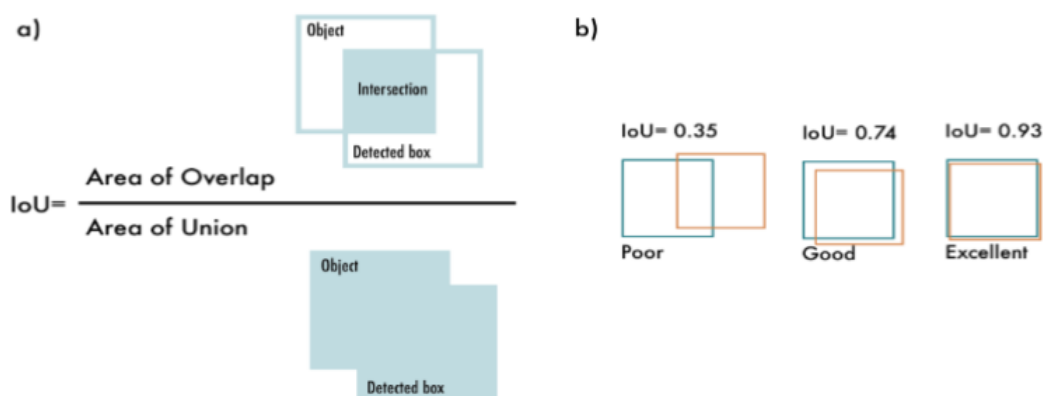 a)
Object
Intersection
Detected box
IoU=
Area of Overlap
Area of Union
Object
Detected box
b)
IoU= 0.35
IoU= 0.74
IoU= 0.93
Poor
Good
Excellent